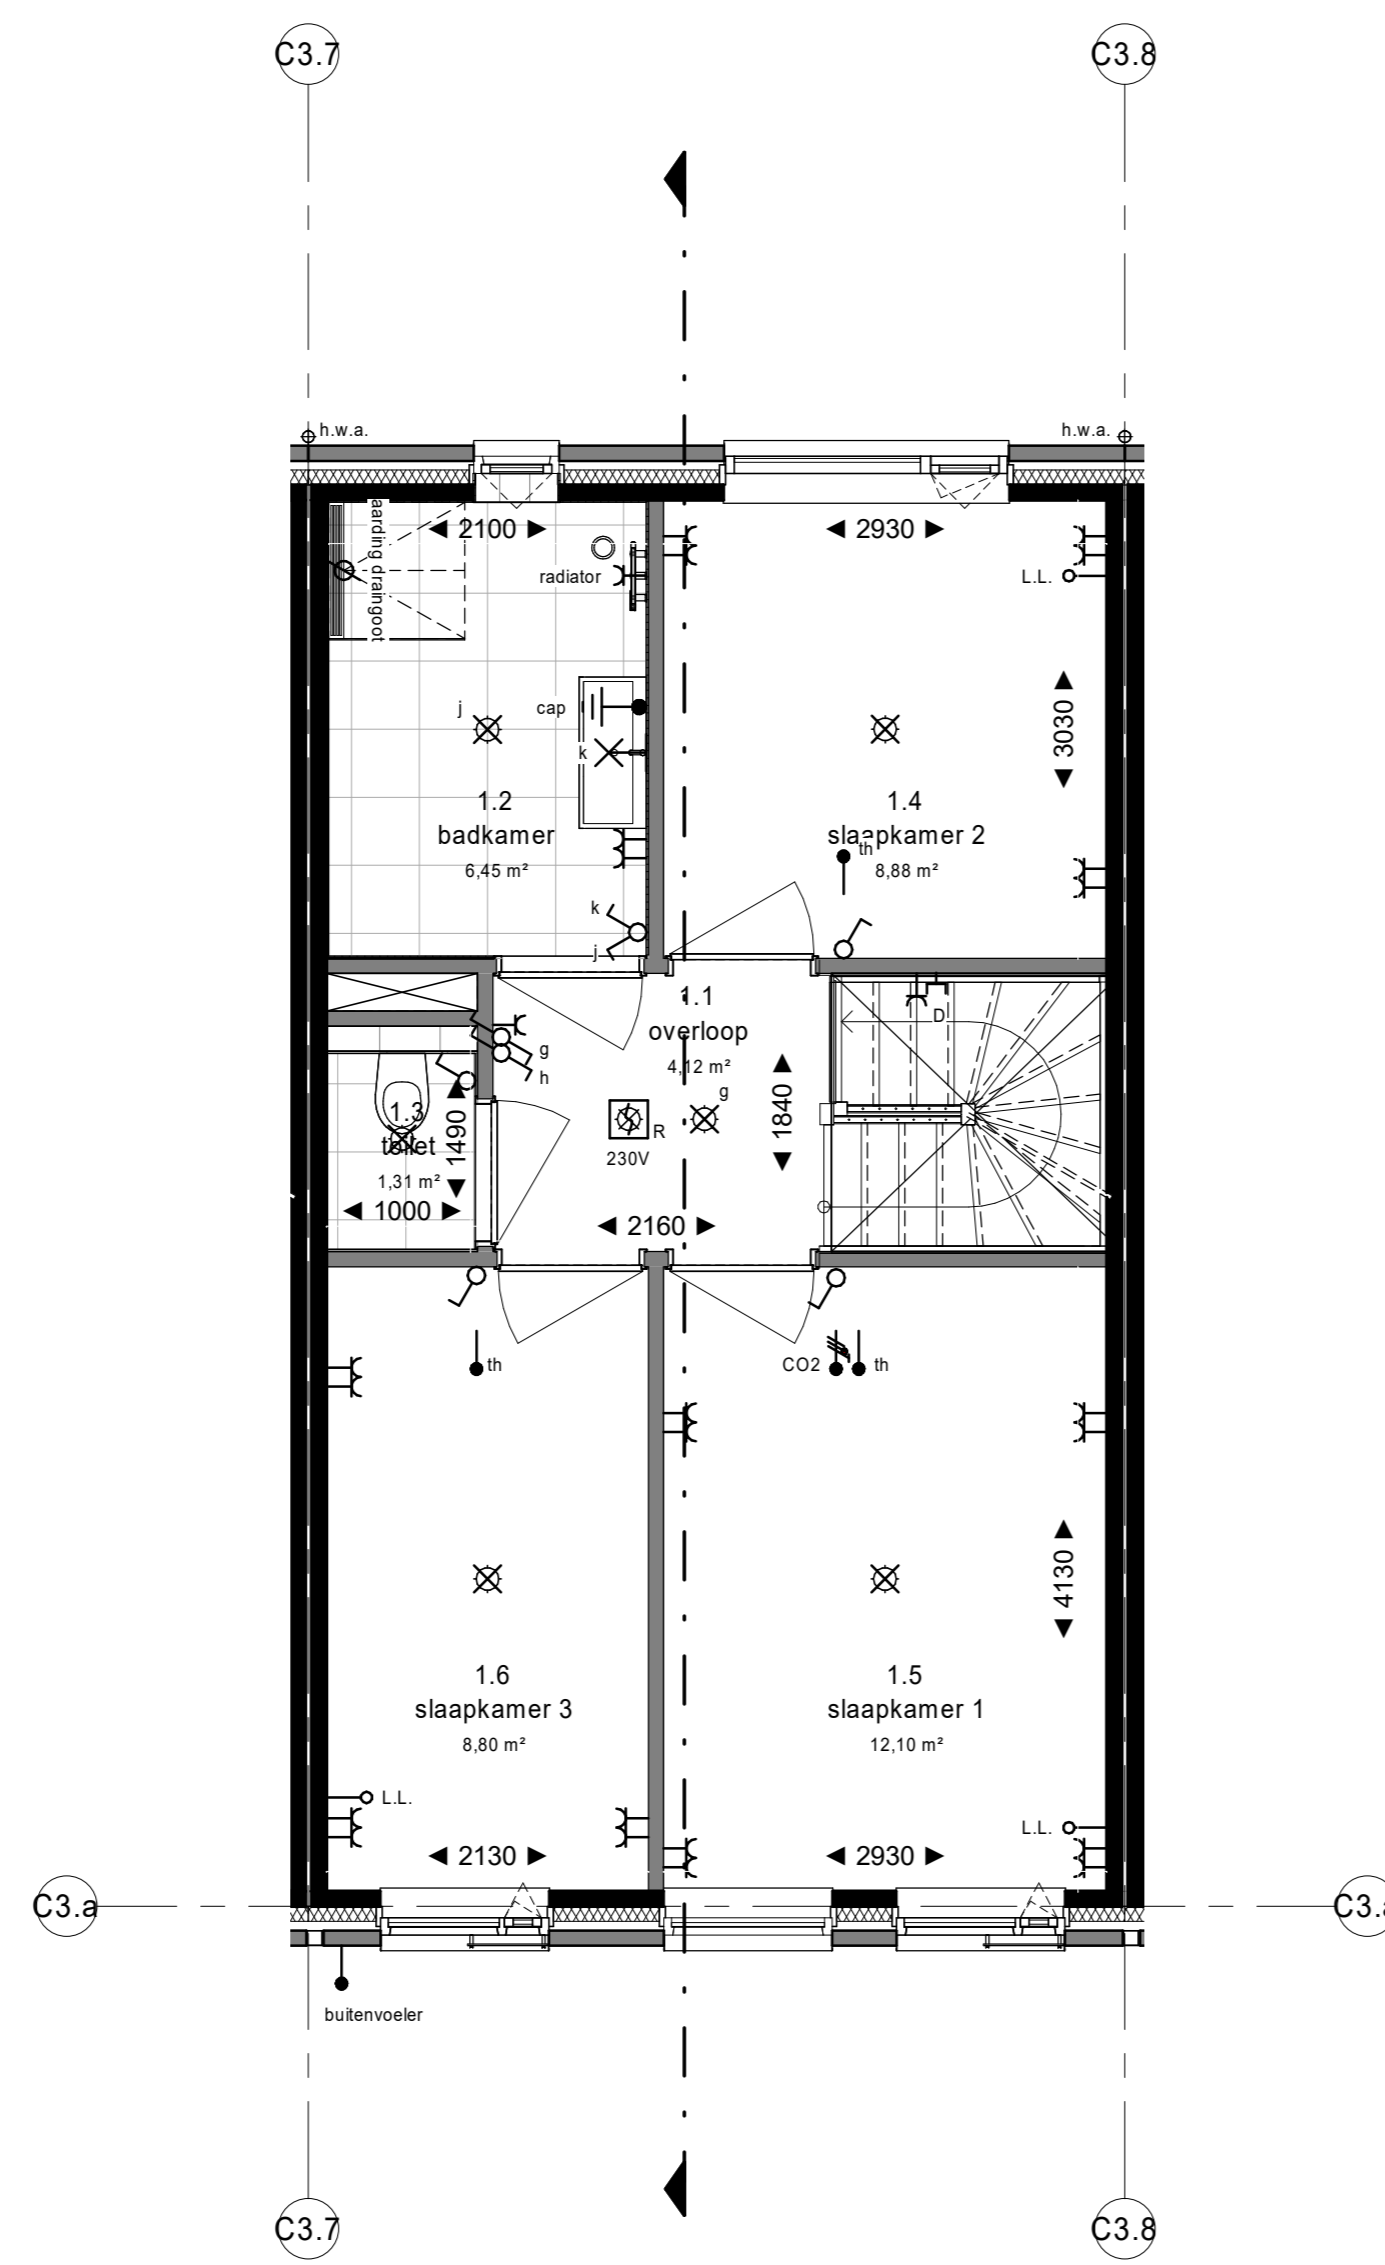 C3.7
C3.8
h.w.a.
h.w.a.
aarding draingoot
2100
2930
radiator
L.L.
3030
j
cap
k
1.2
badkamer
6,45 m²
1.4
slaapkamer 2
th
8,88 m²
k
j
1.1
overloop
4,12 m²
g
h
D
g
1.3
toilet
1,31 m²
1490
1000
R
230V
1840
2160
th
CO2
th
4130
1.6
slaapkamer 3
8,80 m²
1.5
slaapkamer 1
12,10 m²
L.L.
L.L.
2130
2930
C3.a
C3.a
buitenvoeler
C3.7
C3.8